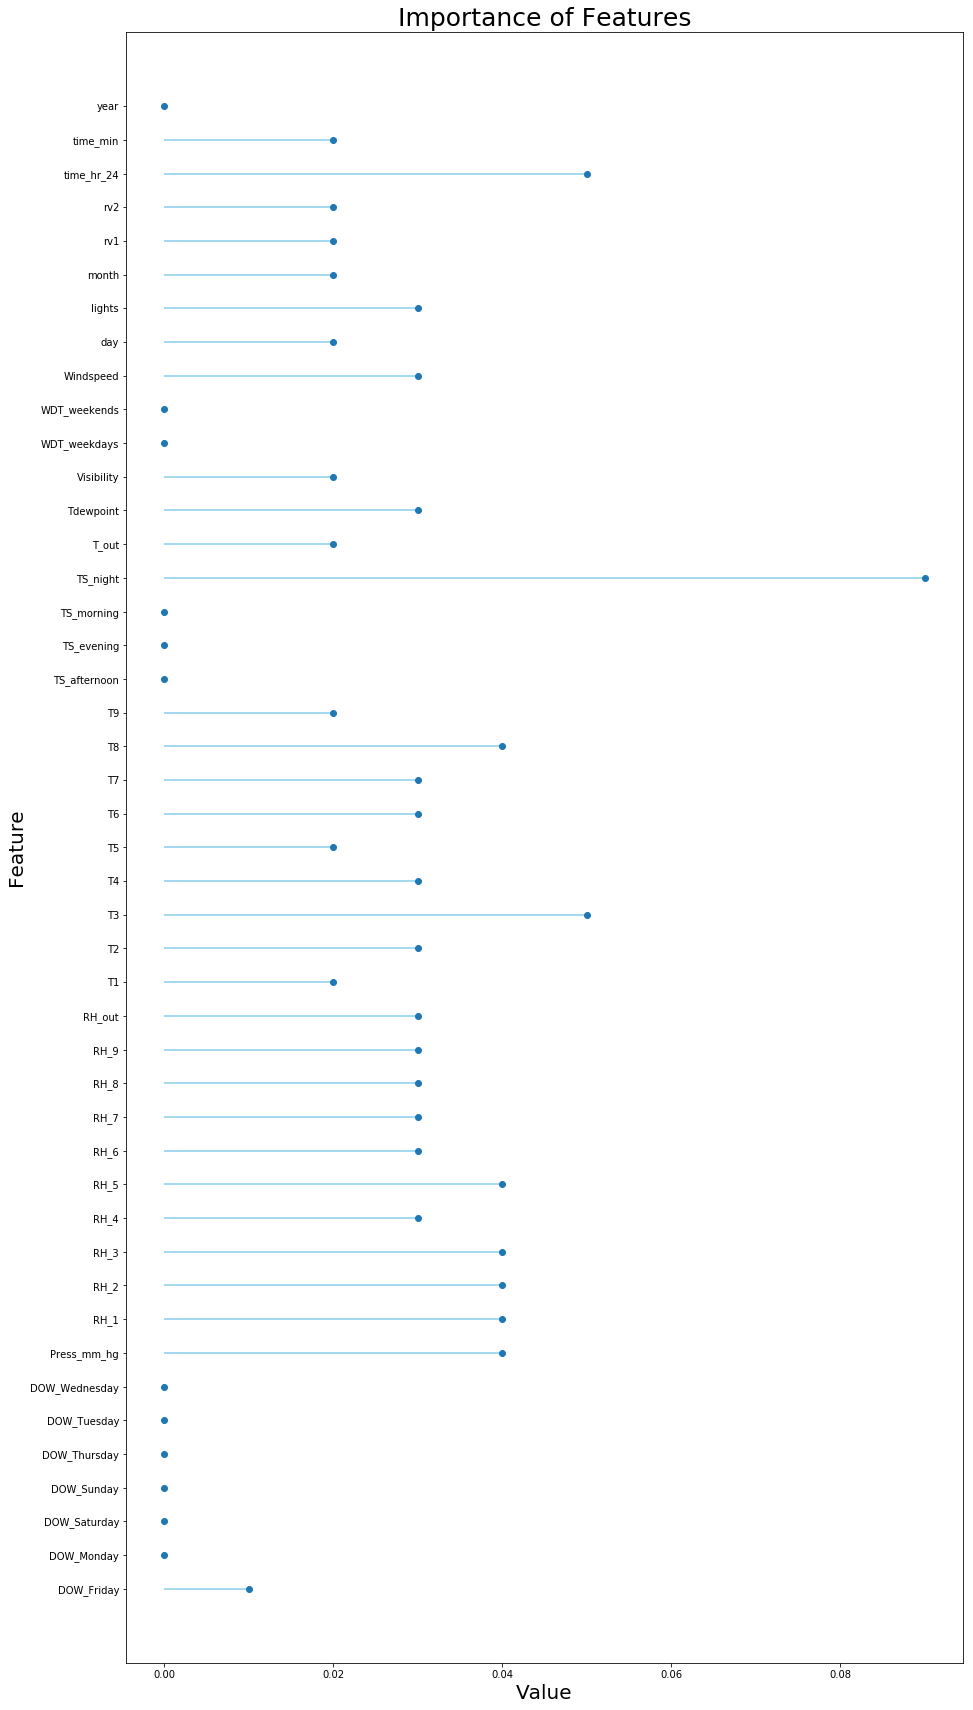 Importance of Features
year
time_min
time_hr_24
rv2
rv1
month
lights
day
Windspeed
WDT_weekends
WDT_weekdays
Visibility
Tdewpoint
T_out
TS_night
TS_morning
TS_evening
TS_afternoon
T9
T8
T7
T6
T5
T4
T3
T2
T1
RH_out
RH_9
RH_8
RH_7
RH_6
RH_5
RH_4
RH_3
RH_2
RH_1
Press_mm_hg
DOW_Wednesday
DOW_Tuesday
DOW_Thursday
DOW_Sunday
DOW_Saturday
DOW_Monday
DOW_Friday
Feature
0.00 0.02 0.04 0.06 0.08
Value